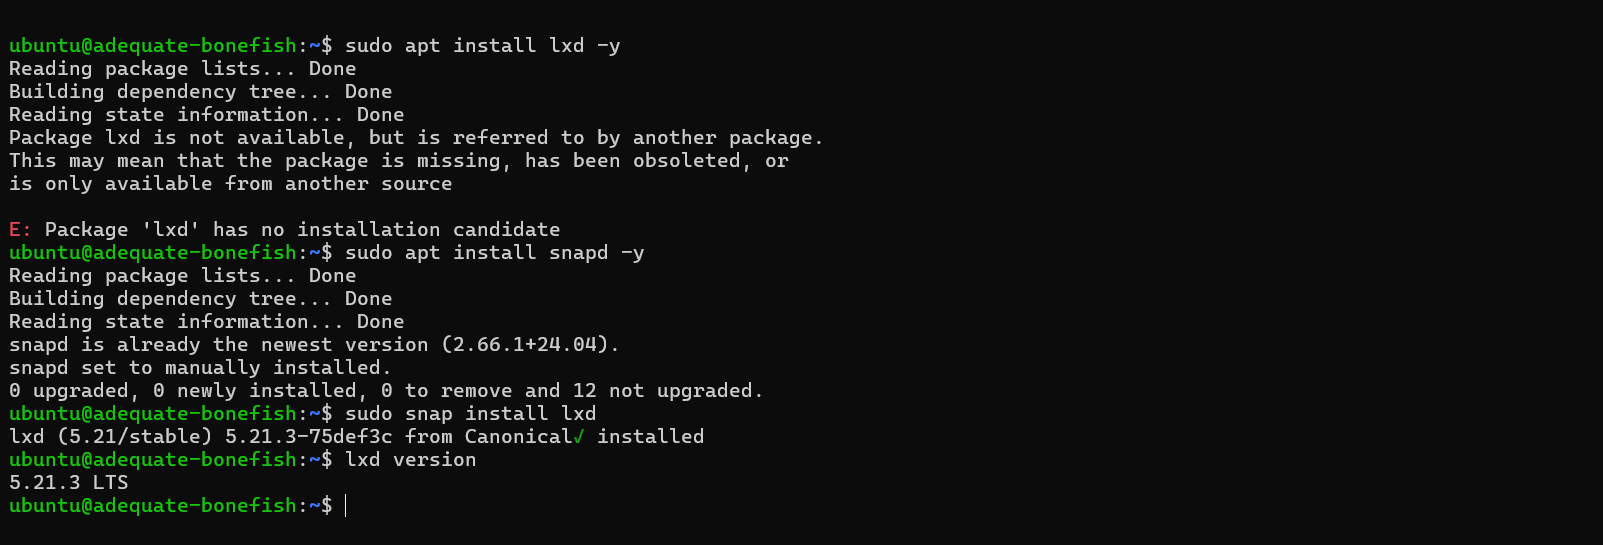 ubuntu@adequate-bonefish:~$ sudo apt install lxd -y
Reading package lists... Done
Building dependency tree... Done
Reading state information... Done
Package lxd is not available, but is referred to by another package.
This may mean that the package is missing, has been obsoleted, or
is only available from another source
E: Package 'lxd' has no installation candidate
ubuntu@adequate-bonefish:~$ sudo apt install snapd -y
Reading package lists... Done
Building dependency tree... Done
Reading state information... Done
snapd is already the newest version (2.66.1+24.04).
snapd set to manually installed.
0 upgraded, 0 newly installed, 0 to remove and 12 not upgraded.
ubuntu@adequate-bonefish:~$ sudo snap install lxd
lxd (5.21/stable) 5.21.3-75def3c from Canonical✓ installed
ubuntu@adequate-bonefish:~$ lxd version
5.21.3 LTS
ubuntu@adequate-bonefish:~$